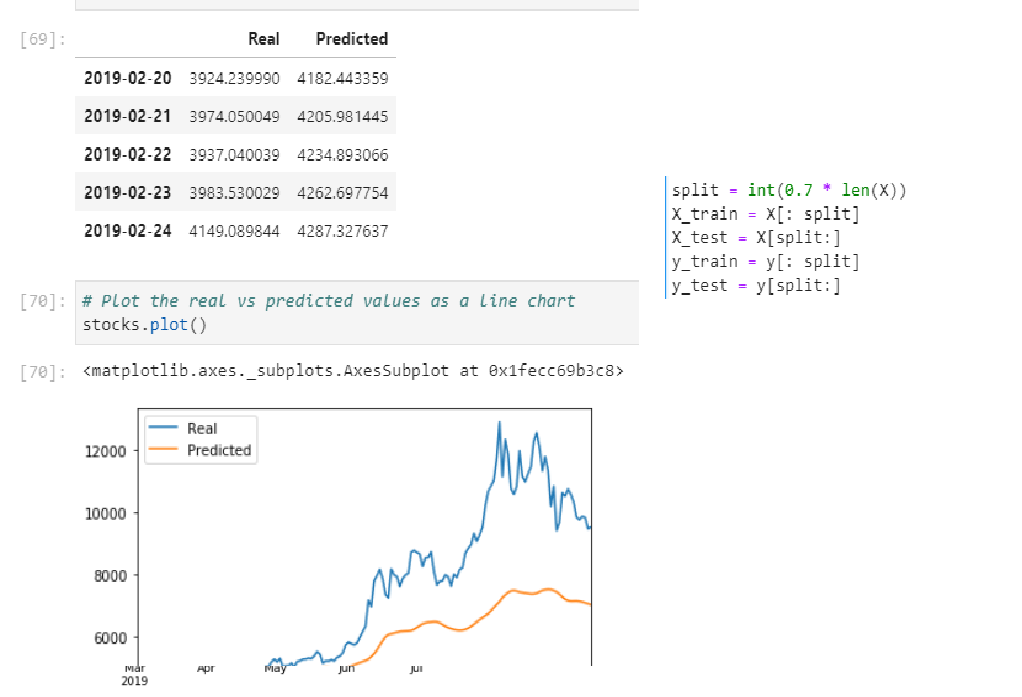 [69]:
Real Predicted
2019-02-20 3924.239990 4182.443359
2019-02-21 3974.050049 4205.981445
2019-02-22 3937.040039 4234.893066
2019-02-23 3983.530029 4262.697754
2019-02-24 4149.089844 4287.327637
split = int(0.7 * len(X))
X_train = X[: split]
X_test = X[split:]
y_train = y[: split]
y_test = y[split:]
[70]: # Plot the real vs predicted values as a line chart
stocks.plot()
[70]: <matplotlib.axes._subplots.AxesSubplot at 0x1fecc69b3c8>
Real
Predicted
12000
10000
8000
6000
Mar Apr May Jun Jul
2019